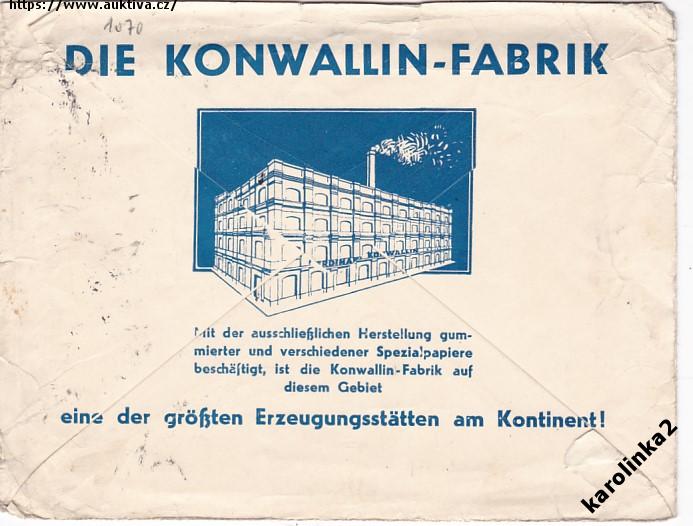 https://www.auktiva.cz/
1070
DIE KONWALLIN-FABRIK
KONWALLIN
Mit der ausschließlichen Herstellung gum-
mierter und verschiedener Spezialpapiere
beschäftigt, ist die Konwallin-Fabrik auf
diesem Gebiet
eine der größten Erzeugungsstätten am Kontinent!
karolinka2